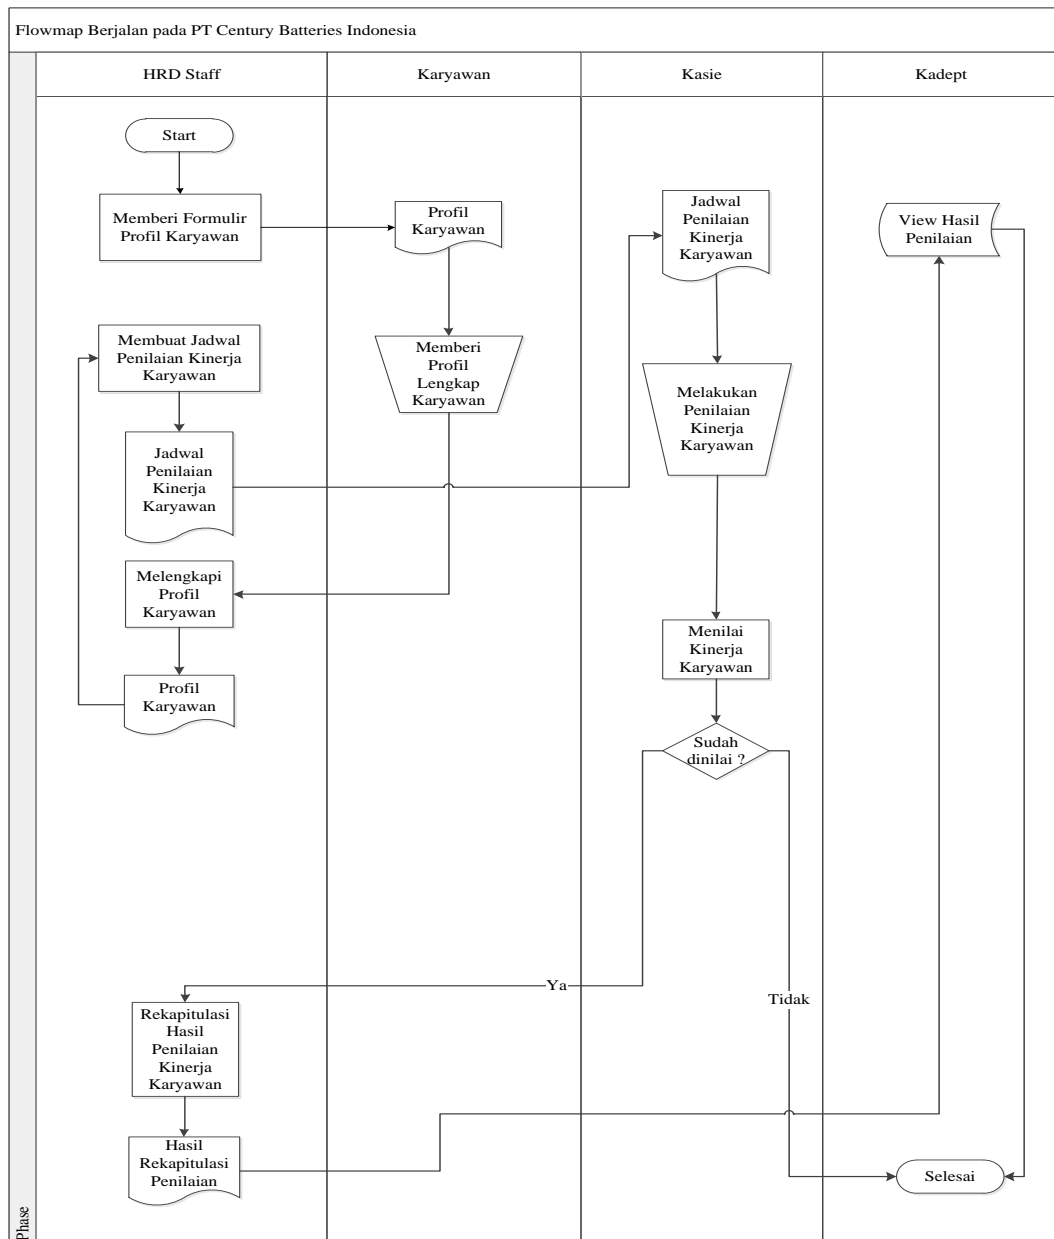 Flowmap Berjalan pada PT Century Batteries Indonesia
HRD Staff
Karyawan
Kasie
Kadept
Start
Memberi Formulir
Profil Karyawan
Profil
Karyawan
Jadwal
Penilaian
Kinerja
Karyawan
View Hasil
Penilaian
Membuat Jadwal
Penilaian Kinerja
Karyawan
Memberi
Profil
Lengkap
Karyawan
Melakukan
Penilaian
Kinerja
Karyawan
Jadwal
Penilaian
Kinerja
Karyawan
Melengkapi
Profil
Karyawan
Menilai
Kinerja
Karyawan
Profil
Karyawan
Sudah
dinilai ?
Ya
Tidak
Rekapitulasi
Hasil
Penilaian
Kinerja
Karyawan
Hasil
Rekapitulasi
Penilaian
Selesai
Phase